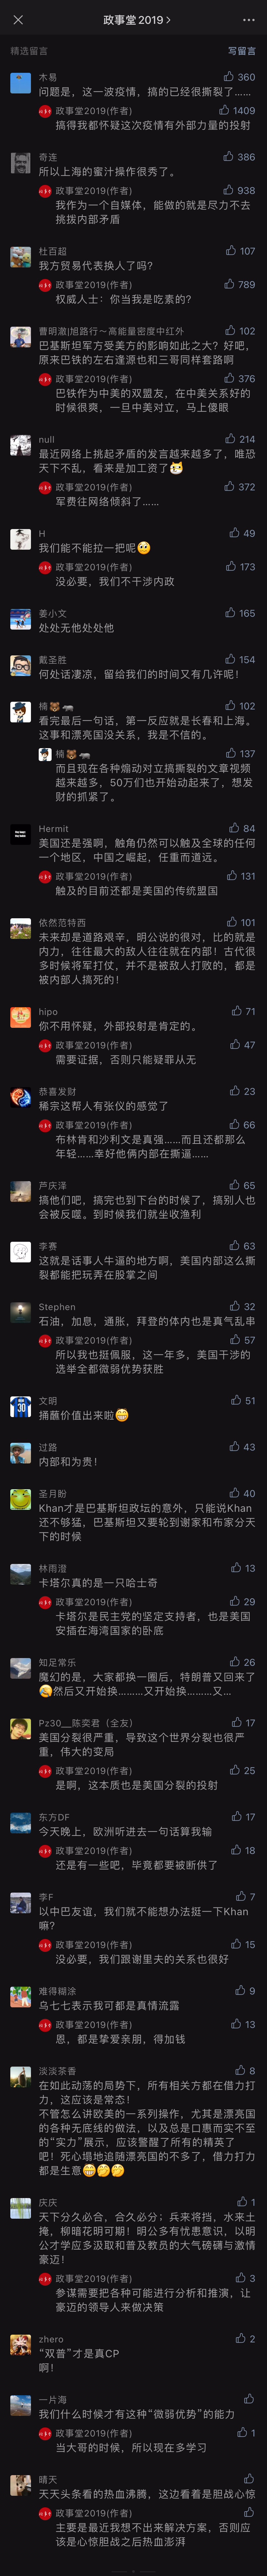 政事堂2019
精选留言
写留言
木易
360
问题是，这一波疫情，搞的已经很撕裂了……
政事堂2019(作者)
1409
搞得我都怀疑这次疫情有外部力量的投射
奇连
386
所以上海的蜜汁操作很秀了。
政事堂2019(作者)
938
我作为一个自媒体，能做的就是尽力不去
挑拨内部矛盾
杜百超
107
我方贸易代表换人了吗?
政事堂2019(作者)
789
权威人士：你当我是吃素的?
曹明澈|旭路行～高能量密度中红外
102
巴基斯坦军方受美方的影响如此之大? 好吧，
原来巴铁的左右逢源也和三哥同样套路啊
政事堂2019(作者)
376
巴铁作为中美的双盟友，在中美关系好的
时候很爽，一旦中美对立，马上傻眼
null
214
最近网络上挑起矛盾的发言越来越多了，唯恐
天下不乱，看来是加工资了
政事堂2019(作者)
372
军费往网络倾斜了……
H
49
我们能不能拉一把呢
政事堂2019(作者)
173
没必要，我们不干涉内政
姜小文
165
处处无他处处他
戴圣胜
154
何处话凄凉，留给我们的时间又有几许呢！
楠🐻🦛
102
看完最后一句话，第一反应就是长春和上海。
这事和漂亮国没关系，我是不信的。
楠🐻🦛
137
而且现在各种煽动对立搞撕裂的文章视频
越来越多，50万们也开始动起来了，想发
财的抓紧了。
Hermit
84
美国还是强啊，触角仍然可以触及全球的任何
一个地区，中国之崛起，任重而道远。
政事堂2019(作者)
131
触及的目前还都是美国的传统盟国
依然范特西
101
未来却是道路艰辛，明公说的很对，比的就是
内力，往往最大的敌人往往就在内部！古代很
多时候将军打仗，并不是被敌人打败的，都是
被内部人搞死的！
hipo
71
你不用怀疑，外部投射是肯定的。
政事堂2019(作者)
47
需要证据，否则只能疑罪从无
恭喜发财
23
稀宗这帮人有张仪的感觉了
政事堂2019(作者)
66
布林肯和沙利文是真强……而且还都那么
年轻……幸好他俩内部在撕逼……
芦庆泽
65
搞他们吧，搞完也到下台的时候了，搞别人也
会被反噬。到时候我们就坐收渔利
李赛
63
这就是话事人牛逼的地方啊，美国内部这么撕
裂都能把玩弄在股掌之间
Stephen
32
石油，加息，通胀，拜登的体内也是真气乱串
政事堂2019(作者)
57
所以我也挺佩服，这一年多，美国干涉的
选举全都微弱优势获胜
文明
51
捅蘸价值出来啦😁
过路
43
内部和为贵！
圣月盼
40
Khan才是巴基斯坦政坛的意外，只能说Khan
还不够猛，巴基斯坦又要轮到谢家和布家分天
下的时候
林雨澄
13
卡塔尔真的是一只哈士奇
政事堂2019(作者)
29
卡塔尔是民主党的坚定支持者，也是美国
安插在海湾国家的卧底
知足常乐
26
魔幻的是，大家都换一圈后，特朗普又回来了
🤣然后又开始换………又开始换………又…
Pz30__陈奕君（全友）
17
美国分裂很严重，导致这个世界分裂也很严
重，伟大的变局
政事堂2019(作者)
25
是啊，这本质也是美国分裂的投射
东方DF
17
今天晚上，欧洲听进去一句话算我输
政事堂2019(作者)
18
还是有一些吧，毕竟都要被断供了
李F
7
以中巴友谊，我们就不能想办法挺一下Khan
嘛?
政事堂2019(作者)
15
没必要，我们跟谢里夫的关系也很好
难得糊涂
9
乌七七表示我可都是真情流露
政事堂2019(作者)
13
恩，都是挚爱亲朋，得加钱
淡淡茶香
8
在如此动荡的局势下，所有相关方都在借力打
力，这应该是常态！
不管怎么讲欧美的一系列操作，尤其是漂亮国
的各种无底线的做法，以及总是口惠而实不至
的“实力”展示，应该警醒了所有的精英了
吧！死心塌地追随漂亮国的不多了，借力打力
都是生意😁🤔🤔
庆庆
1
天下分久必合，合久必分；兵来将挡，水来土
掩，柳暗花明可期！明公多有忧患意识，以明
公才学应多汲取和普及教员的大气磅礴与激情
豪迈！
政事堂2019(作者)
3
参谋需要把各种可能进行分析和推演，让
豪迈的领导人来做决策
zhero
2
“双普”才是真CP
啊！
一片海
我们什么时候才有这种“微弱优势”的能力
政事堂2019(作者)
1
当大哥的时候，所以现在多学习
晴天
天天头条看的热血沸腾，这边看着是胆战心惊
政事堂2019(作者)
主要是最近我想不出来解决方案，否则应
该是心惊胆战之后热血澎湃